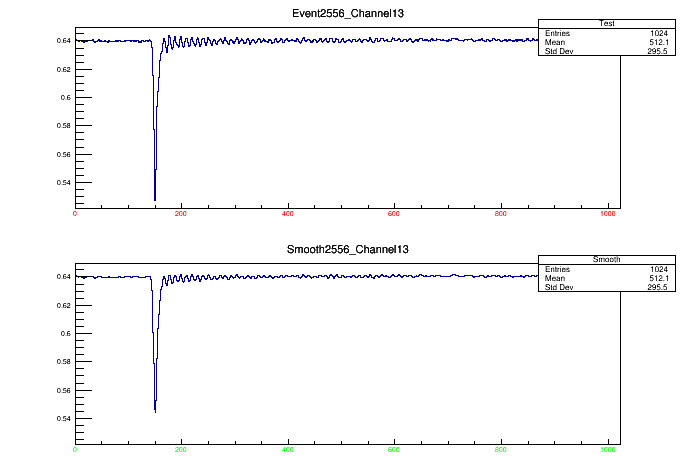 Event2556_Channel13
Test
Entries 1024
Mean 512.1
Std Dev 295.5
0.64
0.62
0.6
0.58
0.56
0.54
0 200 400 600 800 1000
Smooth2556_Channel13
Smooth
Entries 1024
Mean 512.1
Std Dev 295.5
0.64
0.62
0.6
0.58
0.56
0.54
0 200 400 600 800 1000